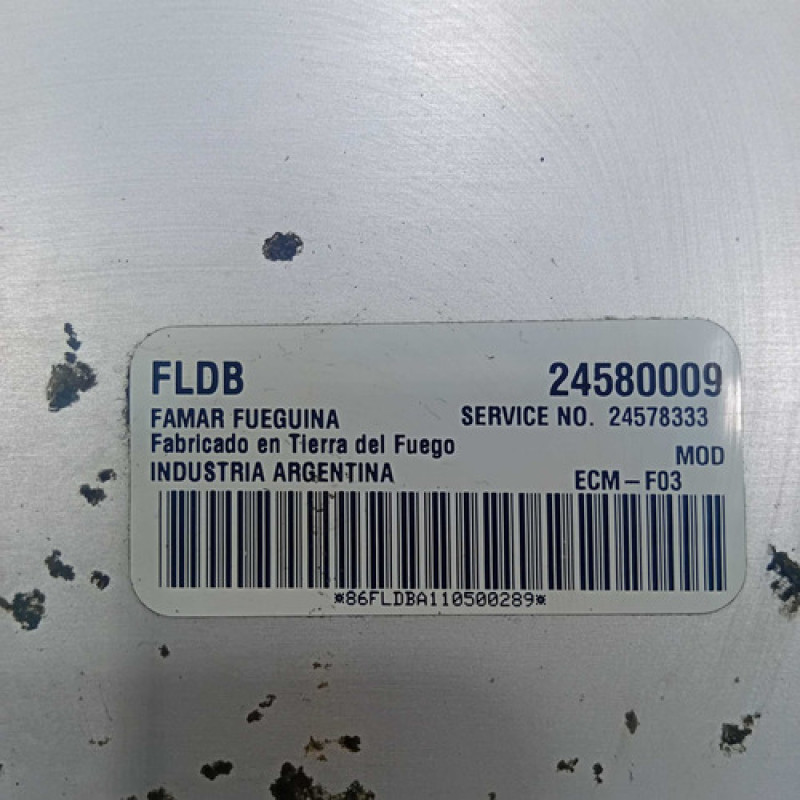 FLDB 24580009
FAMAR FUEGUINA SERVICE NO. 24578333
Fabricado en Tierra del Fuego MOD
INDUSTRIA ARGENTINA ECM-F03
*86FLDBA110500289*